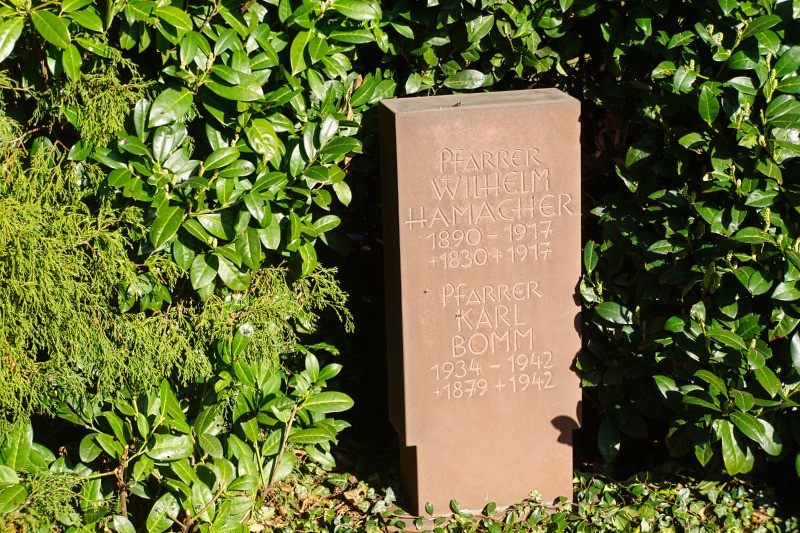 PFARRER
WILHELM
HAMACHER
1890 - 1917
+1830 + 1917
PFARRER
KARL
BOMM
1934 - 1942
+1879 + 1942